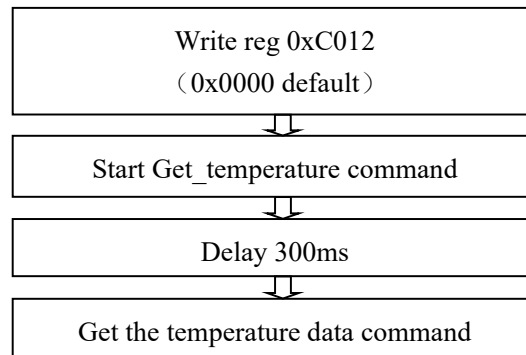 Write reg 0xC012
（0x0000 default）
Start Get_temperature command
Delay 300ms
Get the temperature data command